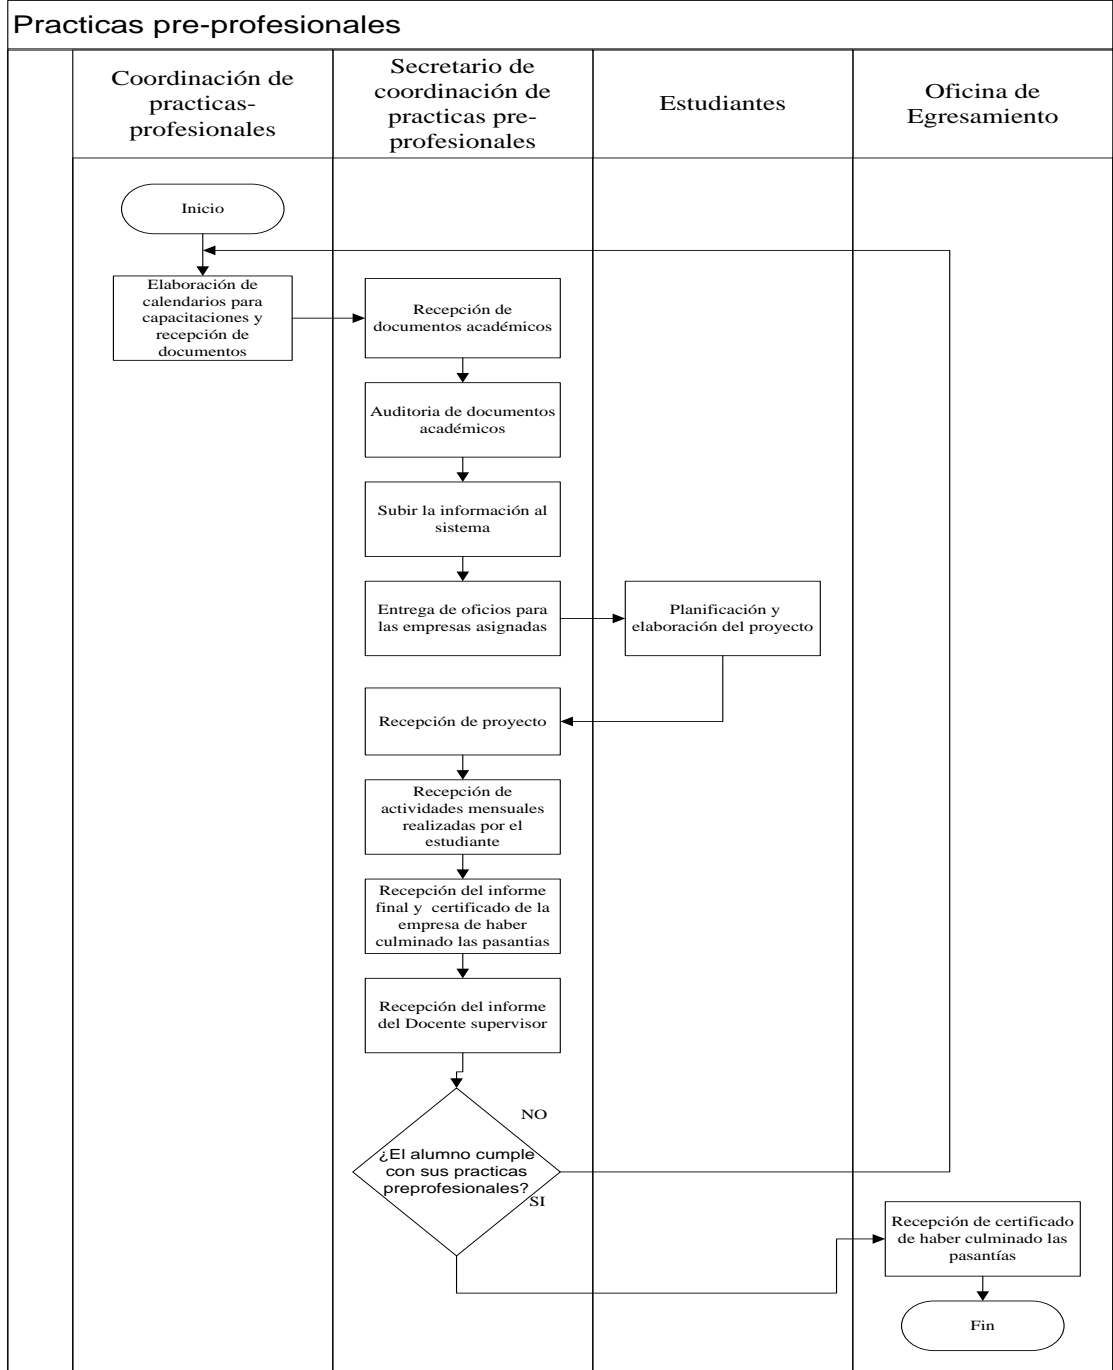 Practicas pre-profesionales
Coordinación de
practicas-
profesionales
Secretario de
coordinación de
practicas pre-
profesionales
Estudiantes
Oficina de
Egresamiento
Inicio
Elaboración de
calendarios para
capacitaciones y
recepción de
documentos
Recepción de
documentos académicos
Auditoria de documentos
académicos
Subir la información al
sistema
Entrega de oficios para
las empresas asignadas
Planificación y
elaboración del proyecto
Recepción de proyecto
Recepción de
actividades mensuales
realizadas por el
estudiante
Recepción del informe
final y certificado de la
empresa de haber
culminado las pasantias
Recepción del informe
del Docente supervisor
NO
¿El alumno cumple
con sus practicas
preprofesionales?
SI
Recepción de certificado
de haber culminado las
pasantías
Fin